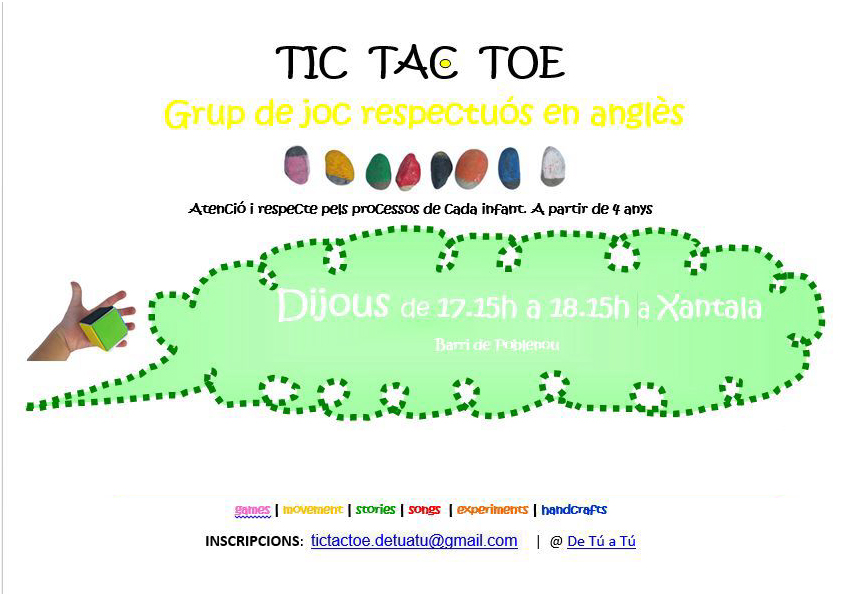 TIC TAC TOE
Grup de joc respectuós en anglès
Atenció i respecte pels processos de cada infant. A partir de 4 anys
Dijous de 17.15h a 18.15h a Xantala
Barri de Poblenou
games | movement | stories | songs | experiments | handcrafts
INSCRIPCIONS: tictactoe.detuatu@gmail.com | @ De Tú a Tú